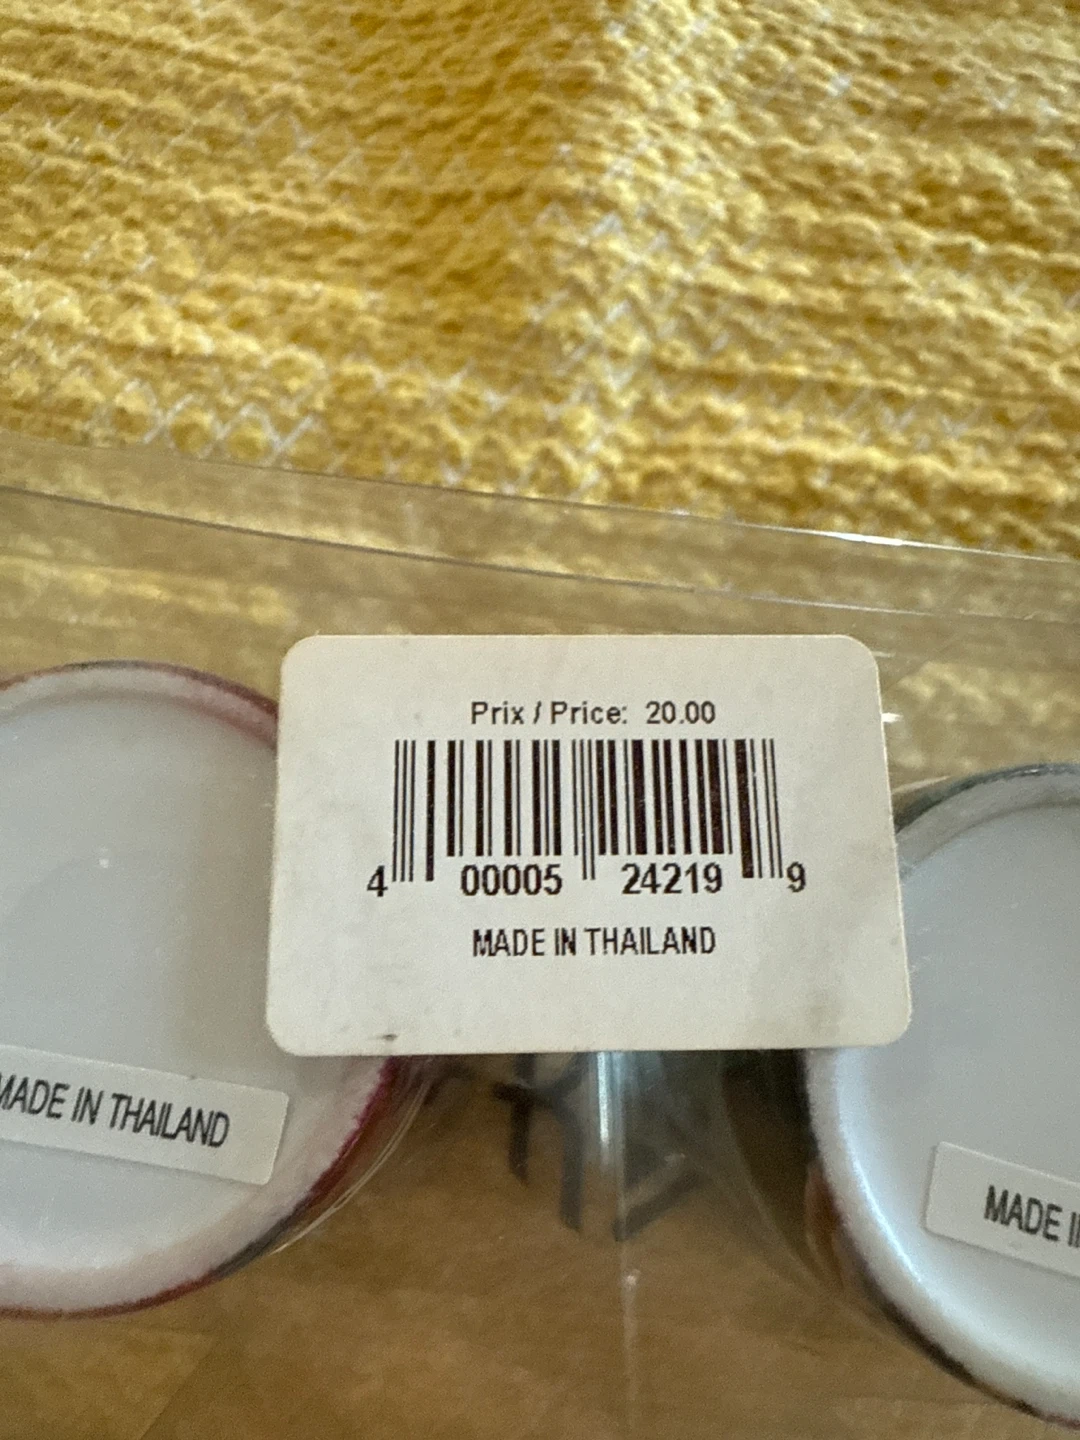 Prix / Price: 20.00
4 00005 24219 9
MADE IN THAILAND
MADE IN THAILAND
MADE